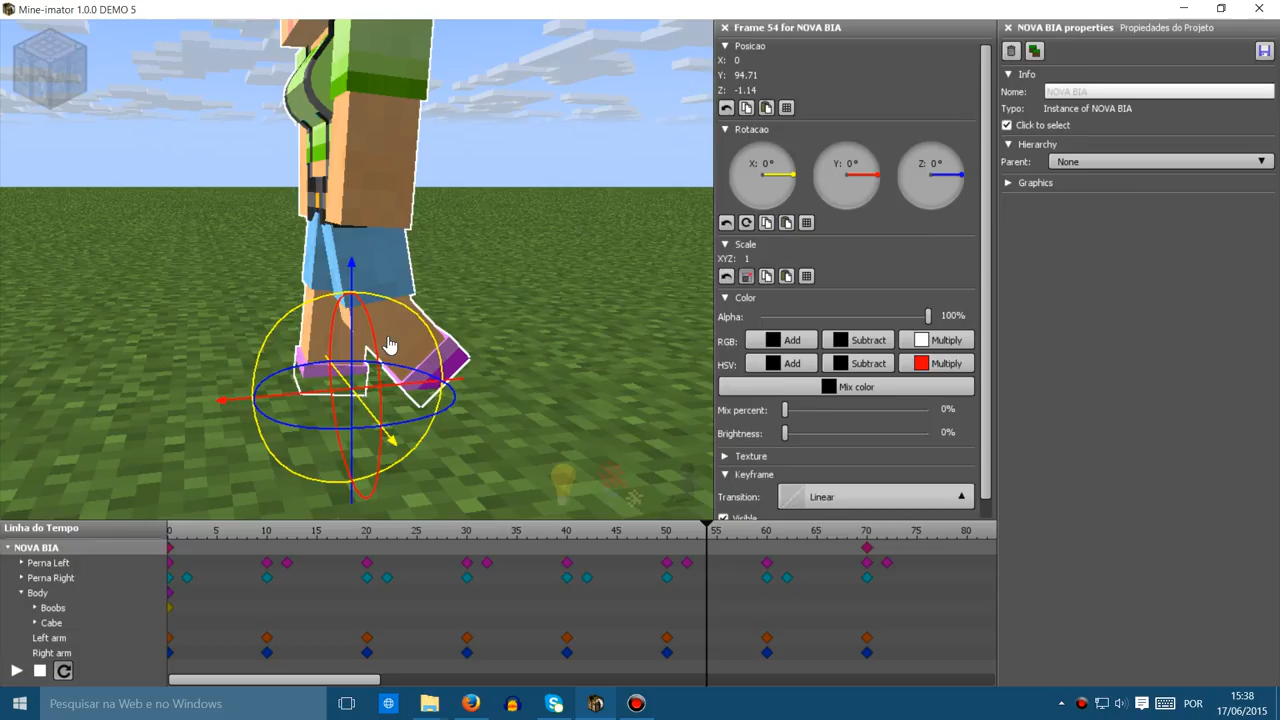 Mine-imator 1.0.0 DEMO 5
Frame 54 for NOVA BIA
Posicao
X: 0
Y: 94.71
Z: -1.14
Rotacao
X: 0° Y: 0° Z: 0°
Scale
XYZ: 1
Color
Alpha: 100%
RGB: Add Subtract Multiply
HSV: Add Subtract Multiply
Mix color
Mix percent: 0%
Brightness: 0%
Texture
Keyframe
Transition: Linear
Visible
NOVA BIA properties Propiedades do Projeto
Info
Nome: NOVA BIA
Typo: Instance of NOVA BIA
Click to select
Hierarchy
Parent: None
Graphics
Linha do Tempo
0 5 10 15 20 25 30 35 40 45 50 55 60 65 70 75 80
NOVA BIA
Perna Left
Perna Right
Body
Boobs
Cabe
Left arm
Right arm
Pesquisar na Web e no Windows
POR
15:38
17/06/2015